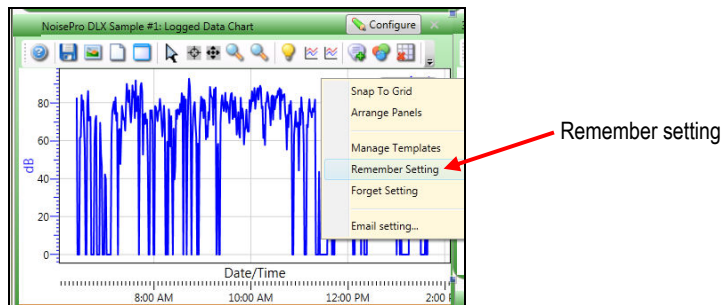 NoisePro DLX Sample #1: Logged Data Chart
Configure
Snap To Grid
Arrange Panels
Manage Templates
Remember Setting
Forget Setting
Email setting...
Remember setting
80
60
40
20
0
dB
Date/Time
8:00 AM
10:00 AM
12:00 PM
2:00